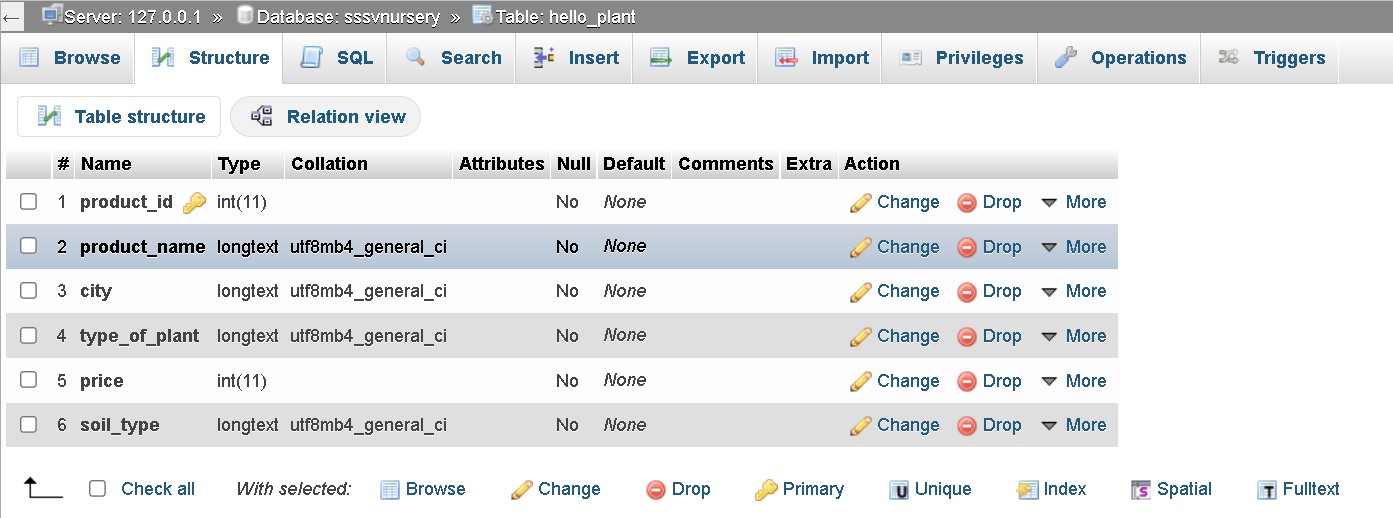 Server: 127.0.0.1 » Database: sssvnursery » Table: hello_plant
Browse Structure SQL Search Insert Export Import Privileges Operations Triggers
Table structure Relation view
# Name Type Collation Attributes Null Default Comments Extra Action
1 product_id int(11) No None Change Drop More
2 product_name longtext utf8mb4_general_ci No None Change Drop More
3 city longtext utf8mb4_general_ci No None Change Drop More
4 type_of_plant longtext utf8mb4_general_ci No None Change Drop More
5 price int(11) No None Change Drop More
6 soil_type longtext utf8mb4_general_ci No None Change Drop More
Check all With selected: Browse Change Drop Primary Unique Index Spatial Fulltext